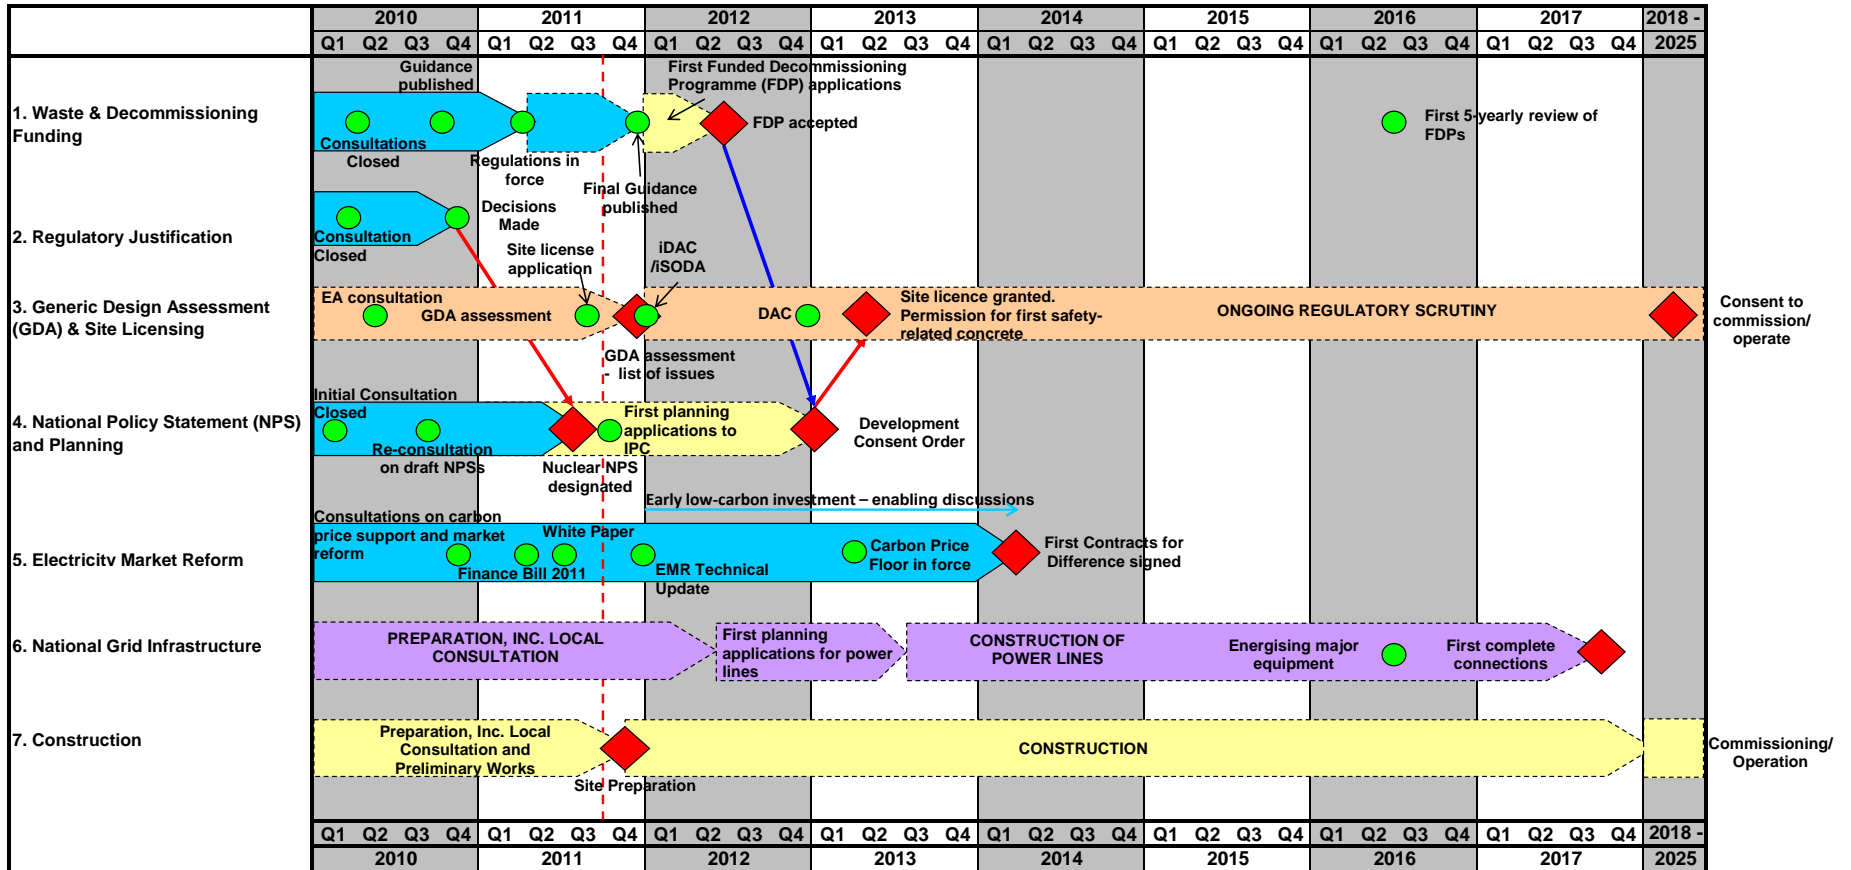 2010 2011 2012 2013 2014 2015 2016 2017 2018 -
Q1 Q2 Q3 Q4 Q1 Q2 Q3 Q4 Q1 Q2 Q3 Q4 Q1 Q2 Q3 Q4 Q1 Q2 Q3 Q4 Q1 Q2 Q3 Q4 Q1 Q2 Q3 Q4 Q1 Q2 Q3 Q4 2025
1. Waste & Decommissioning
Funding
Guidance
published
Consultations
Closed
Regulations in
force
Final Guidance
published
First Funded Decommissioning
Programme (FDP) applications
FDP accepted
First 5-yearly review of
FDPs
2. Regulatory Justification
Consultation
Closed
Decisions
Made
3. Generic Design Assessment
(GDA) & Site Licensing
EA consultation
GDA assessment
Site license
application
iDAC
/iSODA
GDA assessment
- list of issues
DAC
Site licence granted.
Permission for first safety-
related concrete
ONGOING REGULATORY SCRUTINY
Consent to
commission/
operate
4. National Policy Statement (NPS)
and Planning
Initial Consultation
Closed
Re-consultation
on draft NPSs
Nuclear NPS
designated
First planning
applications to
IPC
Development
Consent Order
5. Electricity Market Reform
Early low-carbon investment – enabling discussions
Consultations on carbon
price support and market
reform
White Paper
Finance Bill 2011
EMR Technical
Update
Carbon Price
Floor in force
First Contracts for
Difference signed
6. National Grid Infrastructure
PREPARATION, INC. LOCAL
CONSULTATION
First planning
applications for power
lines
CONSTRUCTION OF
POWER LINES
Energising major
equipment
First complete
connections
7. Construction
Preparation, Inc. Local
Consultation and
Preliminary Works
Site Preparation
CONSTRUCTION
Commissioning/
Operation
Q1 Q2 Q3 Q4 Q1 Q2 Q3 Q4 Q1 Q2 Q3 Q4 Q1 Q2 Q3 Q4 Q1 Q2 Q3 Q4 Q1 Q2 Q3 Q4 Q1 Q2 Q3 Q4 Q1 Q2 Q3 Q4 2018 -
2010 2011 2012 2013 2014 2015 2016 2017 2025